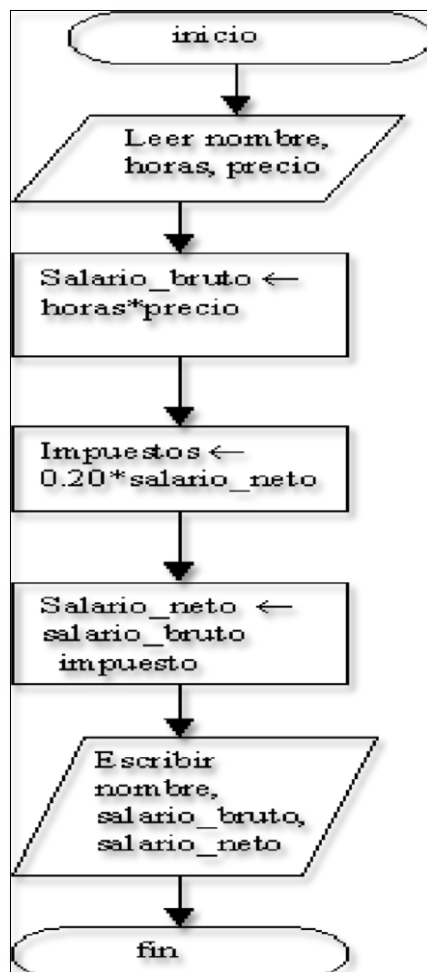 inicio
Leer nombre,
horas, precio
Salario_bruto ←
horas*precio
Impuestos ←
0.20*salario_neto
Salario_neto ←
salario_bruto
impuesto
Escribir
nombre,
salario_bruto,
salario_neto
fin